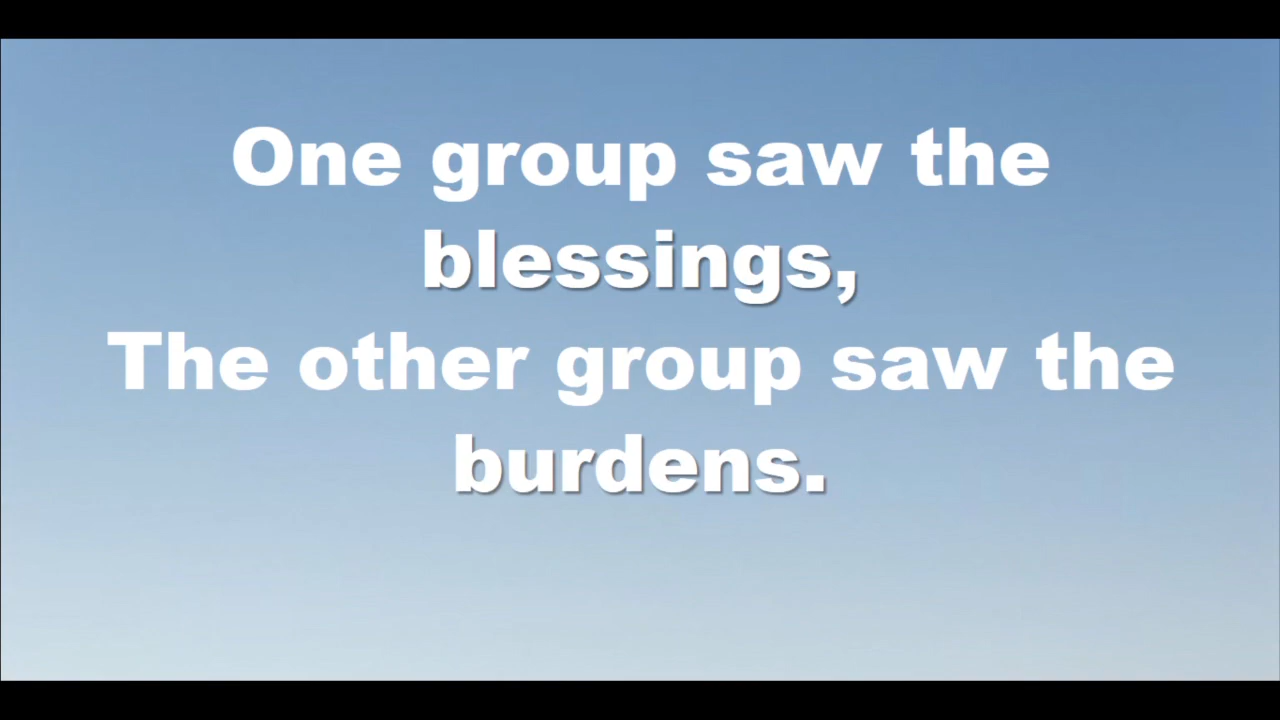 One group saw the
blessings,
The other group saw the
burdens.